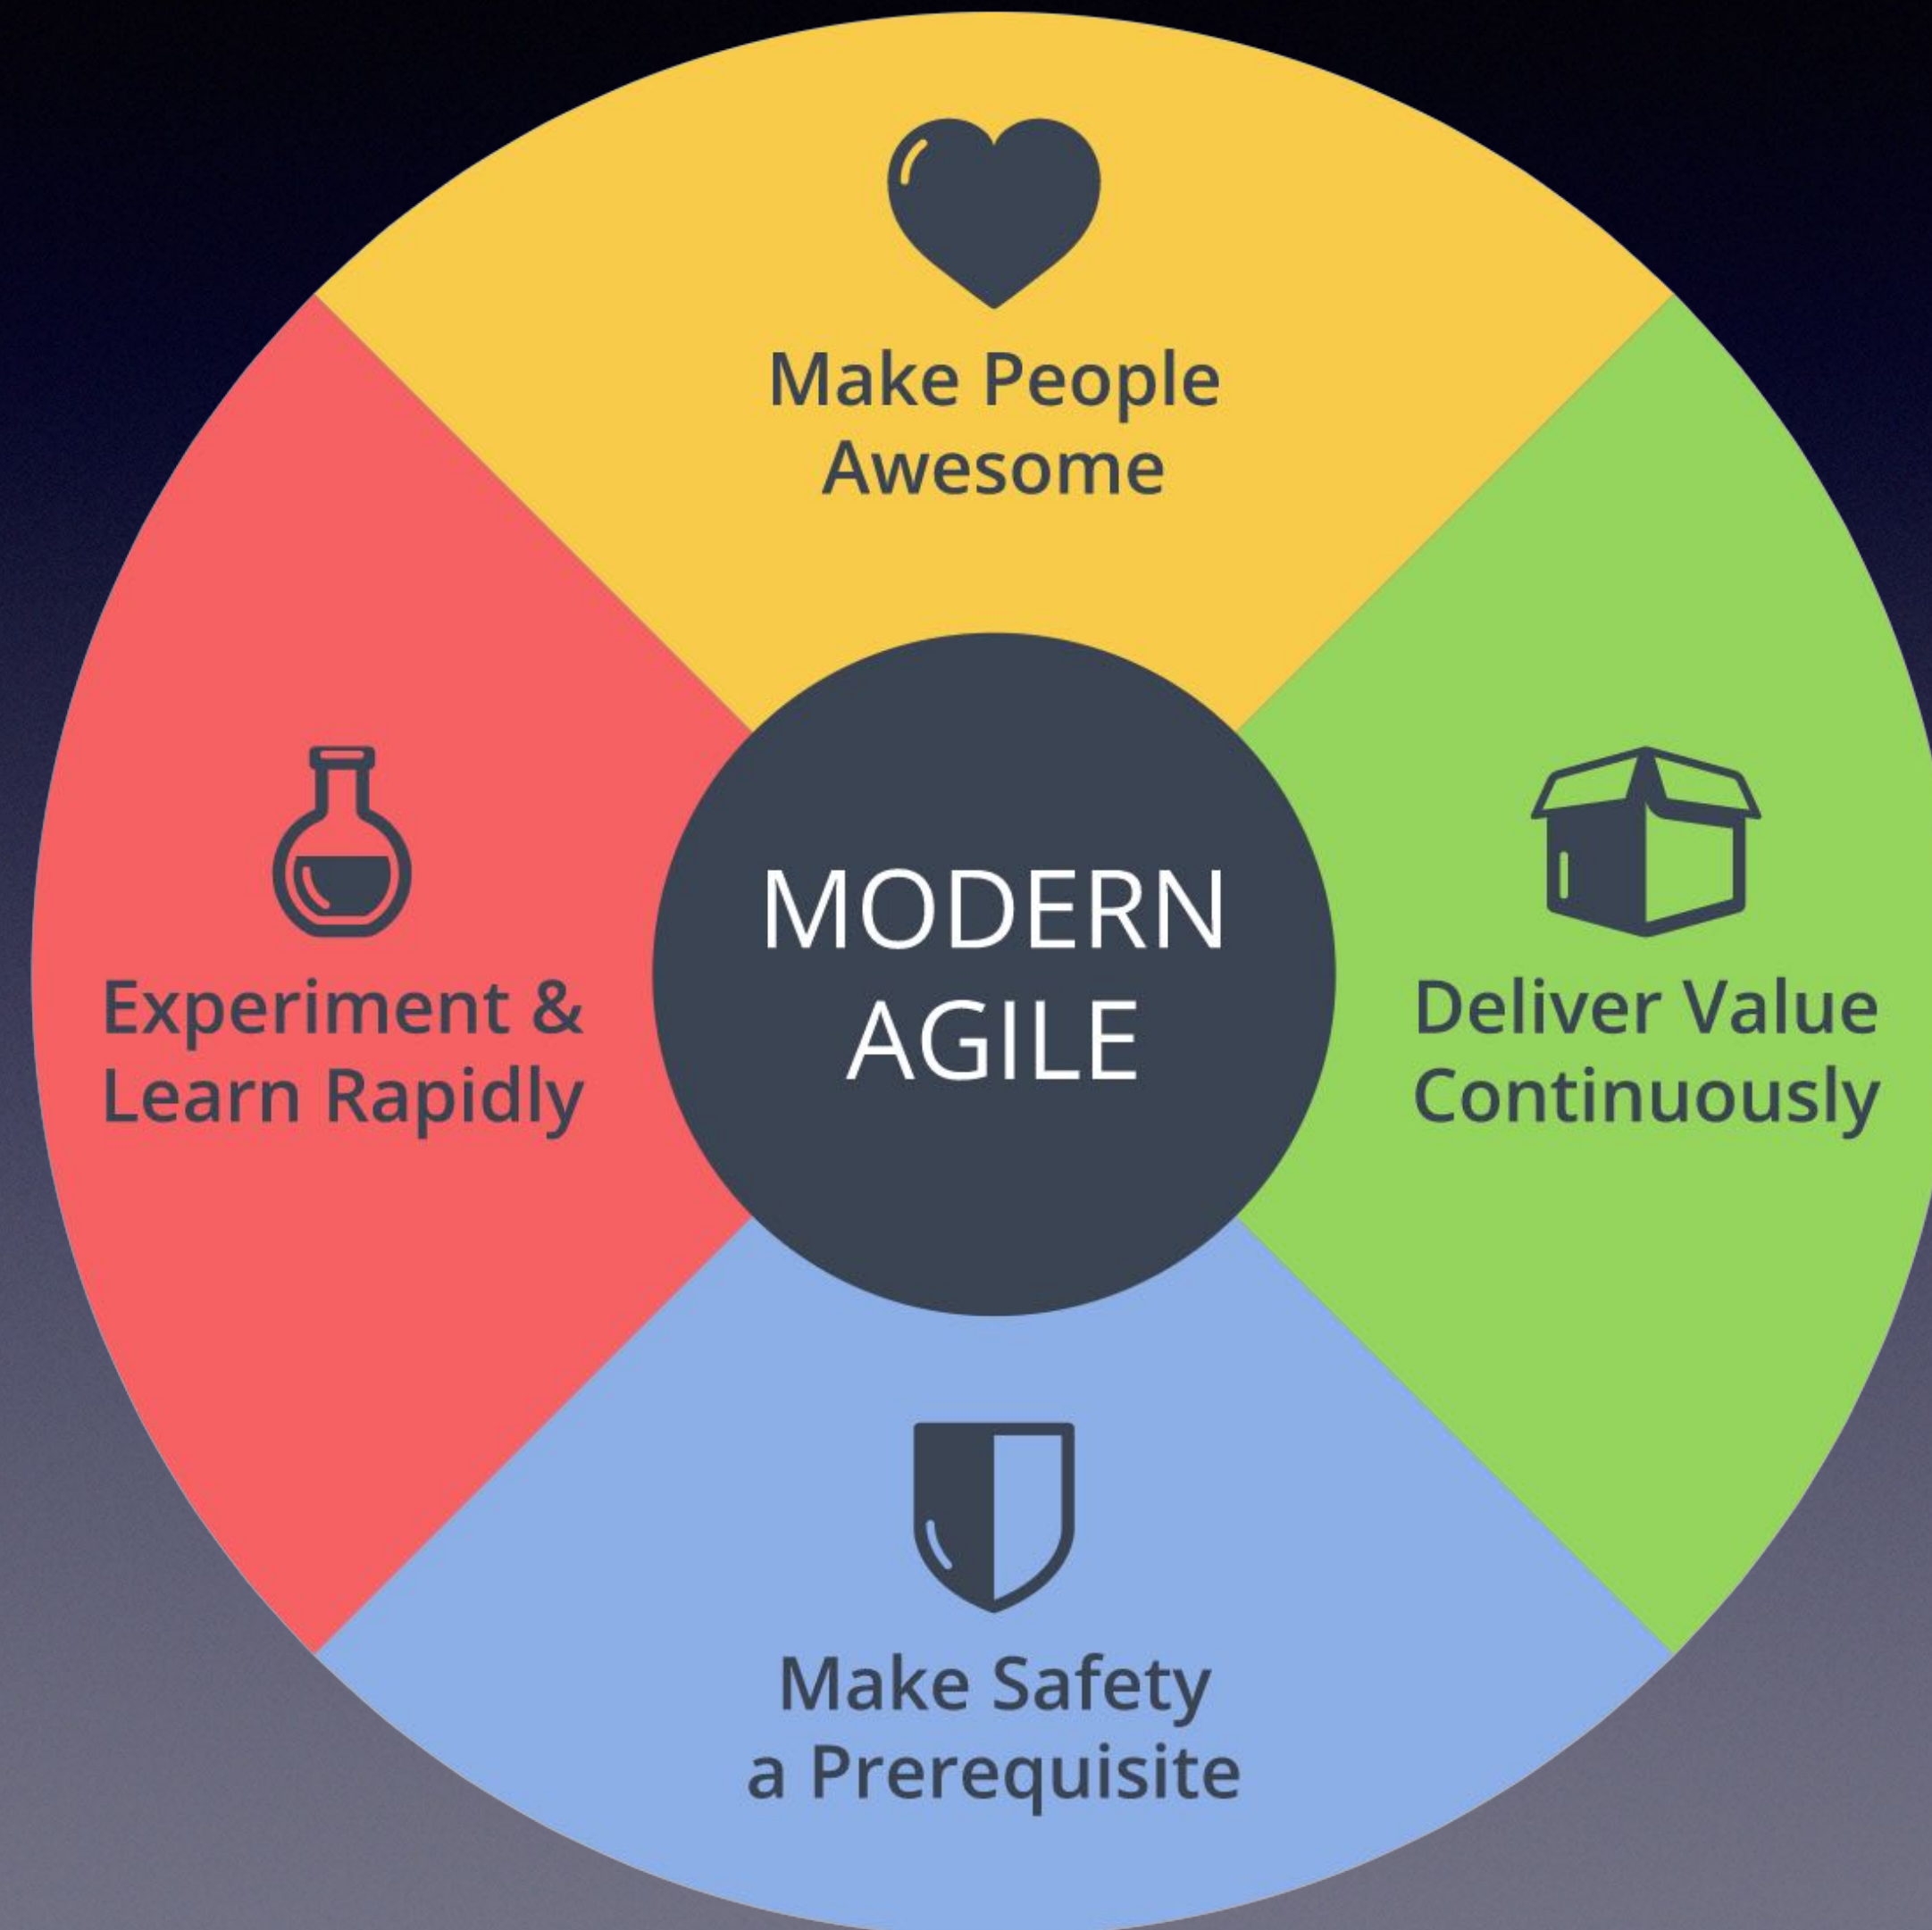 Make People
Awesome
Experiment &
Learn Rapidly
MODERN
AGILE
Deliver Value
Continuously
Make Safety
a Prerequisite